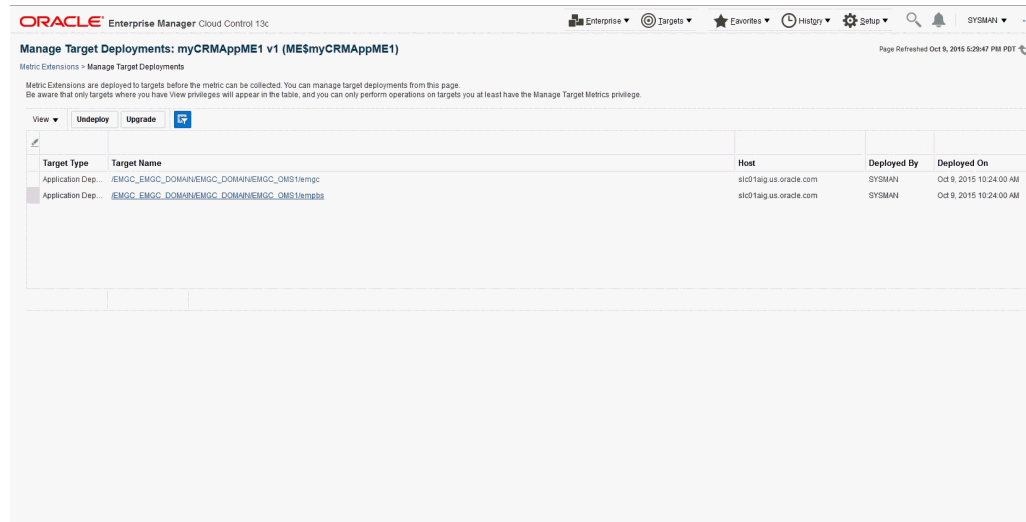 ORACLE Enterprise Manager Cloud Control 13c
Enterprise Targets Favorites History Setup SYSMAN
Manage Target Deployments: myCRMAppME1 v1 (ME$myCRMAppME1)
Page Refreshed Oct 9, 2015 5:29:47 PM PDT
Metric Extensions > Manage Target Deployments
Metric Extensions are deployed to targets before the metric can be collected. You can manage target deployments from this page.
Be aware that only targets where you have View privileges will appear in the table, and you can only perform operations on targets you at least have the Manage Target Metrics privilege.
View Undeploy Upgrade
Target Type Target Name Host Deployed By Deployed On
Application Dep... /EMGC_EMGC_DOMAIN/EMGC_DOMAIN/EMGC_OMS1/emgc slc01aig.us.oracle.com SYSMAN Oct 9, 2015 10:24:00 AM
Application Dep... /EMGC_EMGC_DOMAIN/EMGC_DOMAIN/EMGC_OMS1/empbs slc01aig.us.oracle.com SYSMAN Oct 9, 2015 10:24:00 AM